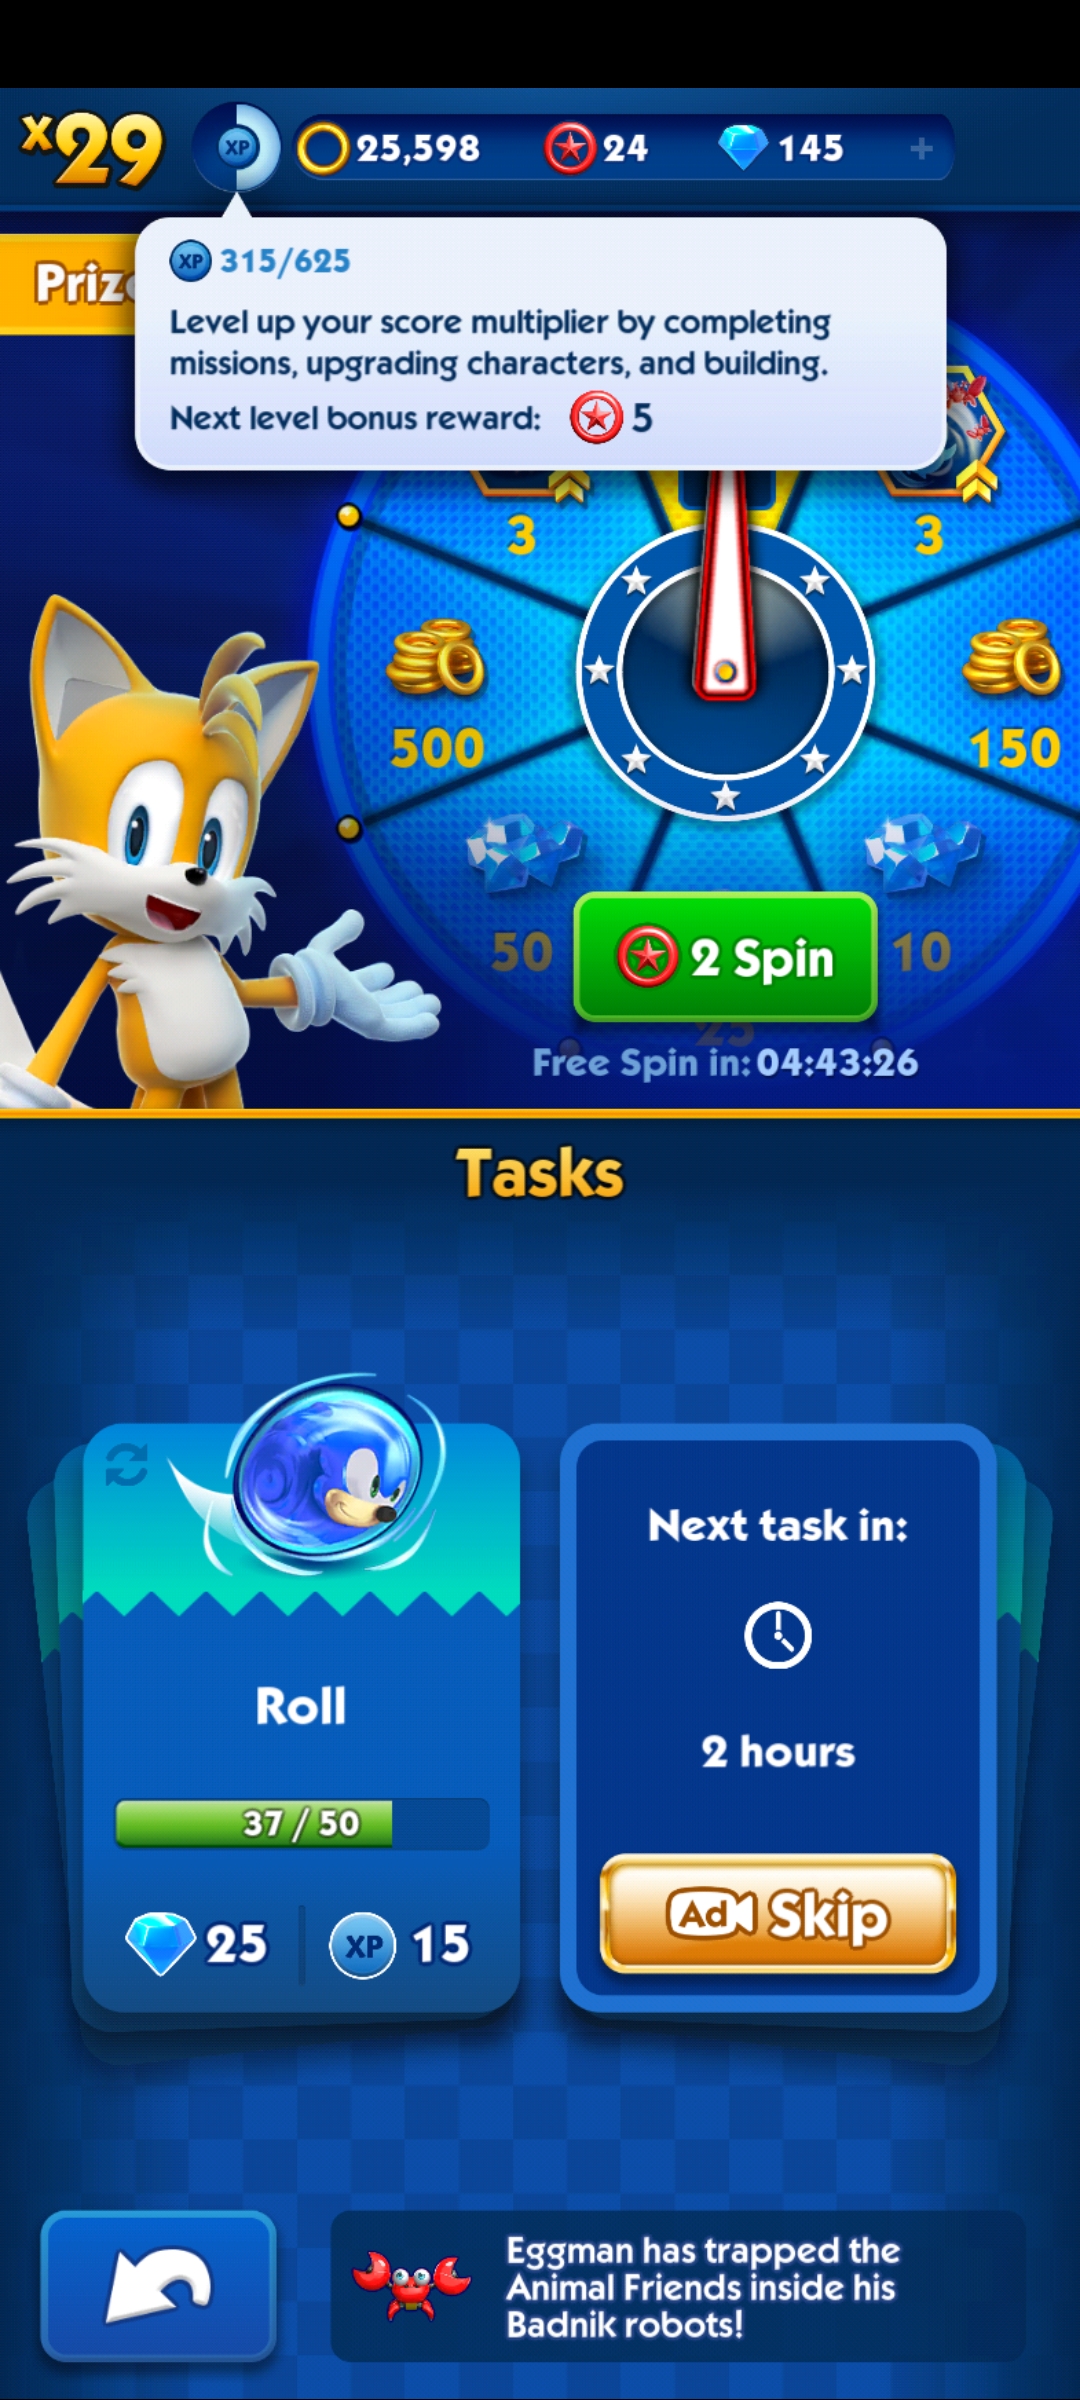 x29
XP
25,598
24
145
+
XP 315/625
Level up your score multiplier by completing
missions, upgrading characters, and building.
Next level bonus reward: 5
3
3
500
150
50
10
2 Spin
25
Free Spin in: 04:43:26
Tasks
Roll
37 / 50
25
XP 15
Next task in:
2 hours
Ad Skip
Eggman has trapped the
Animal Friends inside his
Badnik robots!